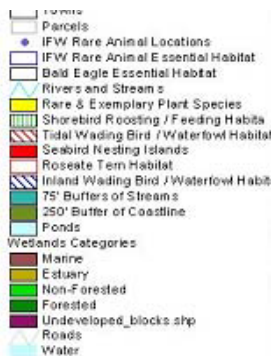 Towns
Parcels
IFW Rare Animal Locations
IFW Rare Animal Essential Habitat
Bald Eagle Essential Habitat
Rivers and Streams
Rare & Exemplary Plant Species
Shorebird Roosting / Feeding Habita
Tidal Wading Bird / Waterfowl Habitat
Seabird Nesting Islands
Roseate Tern Habitat
Inland Wading Bird / Waterfowl Habit
75' Buffers of Streams
250' Buffer of Coastline
Ponds
Wetlands Categories
Marine
Estuary
Non-Forested
Forested
Undeveloped_blocks shp
Roads
Water